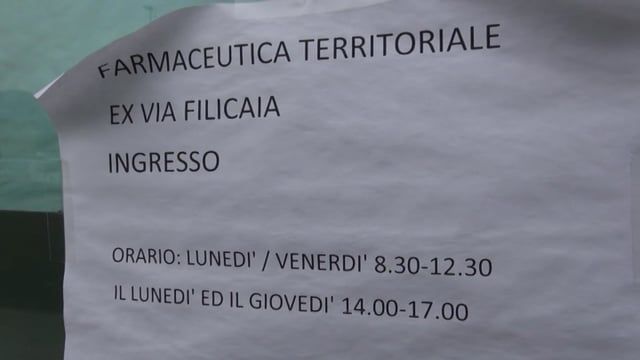 FARMACEUTICA TERRITORIALE
EX VIA FILICAIA
INGRESSO
ORARIO: LUNEDI' / VENERDI' 8.30-12.30
IL LUNEDI' ED IL GIOVEDI' 14.00-17.00